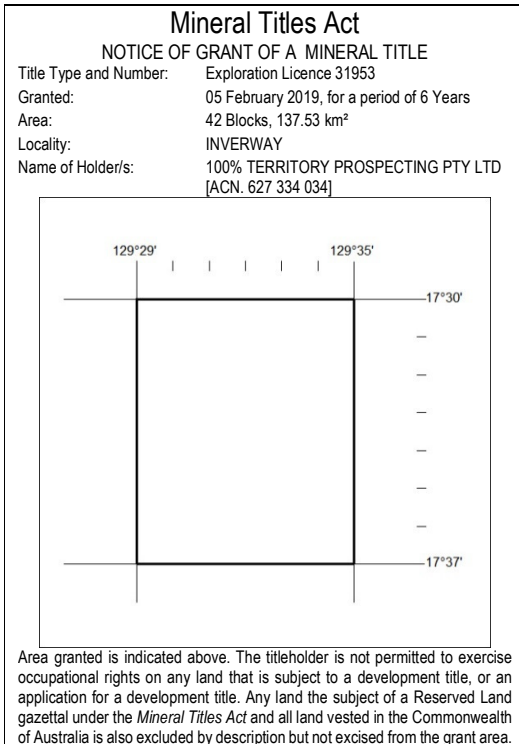 Mineral Titles Act
NOTICE OF GRANT OF A MINERAL TITLE
Title Type and Number: Exploration Licence 31953
Granted: 05 February 2019, for a period of 6 Years
Area: 42 Blocks, 137.53 km²
Locality: INVERWAY
Name of Holder/s: 100% TERRITORY PROSPECTING PTY LTD
[ACN. 627 334 034]
129°29' 129°35'
17°30'
17°37'
Area granted is indicated above. The titleholder is not permitted to exercise
occupational rights on any land that is subject to a development title, or an
application for a development title. Any land the subject of a Reserved Land
gazettal under the Mineral Titles Act and all land vested in the Commonwealth
of Australia is also excluded by description but not excised from the grant area.